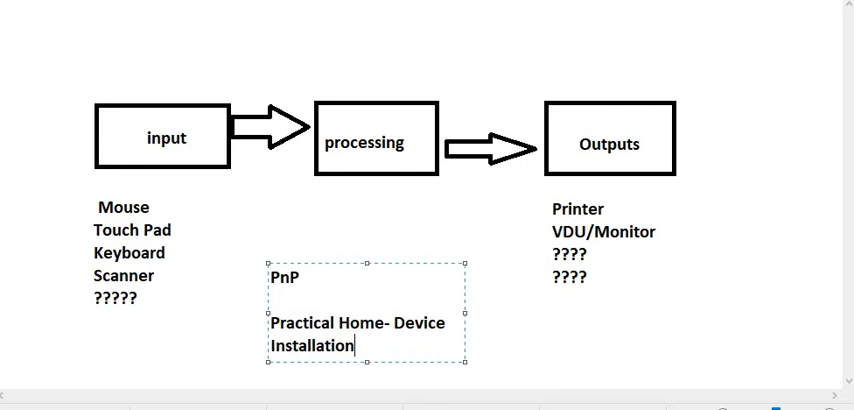 input
processing
Outputs
Mouse
Touch Pad
Keyboard
Scanner
?????
PnP
Practical Home- Device
Installation
Printer
VDU/Monitor
????
????